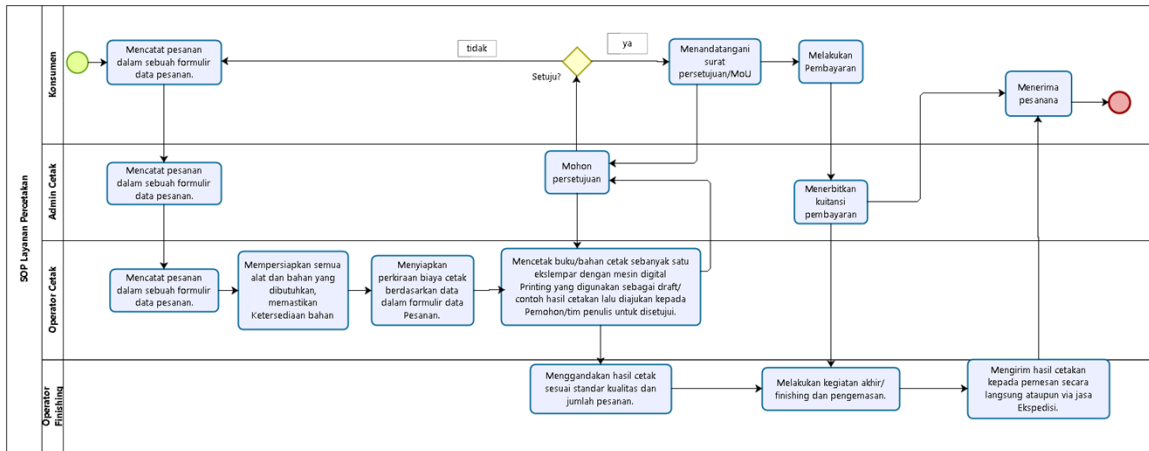 SOP Layanan Percetakan
Konsumen
Mencatat pesanan
dalam sebuah formulir
data pesanan.
tidak
Setuju?
ya
Menandatangani
surat
persetujuan/MoU
Melakukan
Pembayaran
Menerima
pesanana
Admin Cetak
Mencatat pesanan
dalam sebuah formulir
data pesanan.
Mohon
persetujuan
Menerbitkan
kuitansi
pembayaran
Operator Cetak
Mencatat pesanan
dalam sebuah formulir
data pesanan.
Mempersiapkan semua
alat dan bahan yang
dibutuhkan,
memastikan
Ketersediaan bahan
Menyiapkan
perkiraan biaya cetak
berdasarkan data
dalam formulir data
Pesanan.
Mencetak buku/bahan cetak sebanyak satu
ekslempar dengan mesin digital
Printing yang digunakan sebagai draft/
contoh hasil cetakan lalu diajukan kepada
Pemohon/tim penulis untuk disetujui.
Operator
Finishing
Menggandakan hasil cetak
sesuai standar kualitas dan
jumlah pesanan.
Melakukan kegiatan akhir/
finishing dan pengemasan.
Mengirim hasil cetakan
kepada pemesan secara
langsung ataupun via jasa
Ekspedisi.